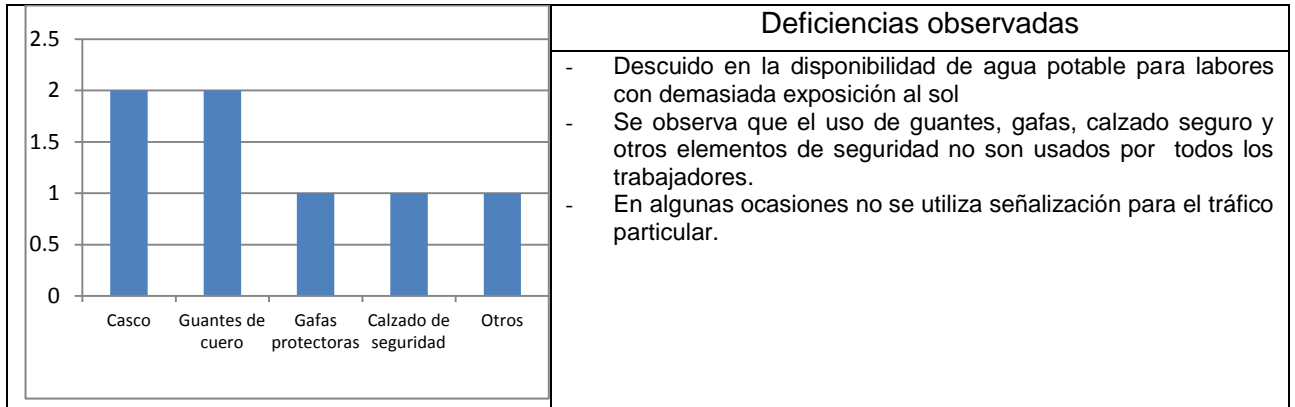 2.5
2
1.5
1
0.5
0
Casco
Guantes de
cuero
Gafas
protectoras
Calzado de
seguridad
Otros
Deficiencias observadas
- Descuido en la disponibilidad de agua potable para labores
con demasiada exposición al sol
- Se observa que el uso de guantes, gafas, calzado seguro y
otros elementos de seguridad no son usados por todos los
trabajadores.
- En algunas ocasiones no se utiliza señalización para el tráfico
particular.